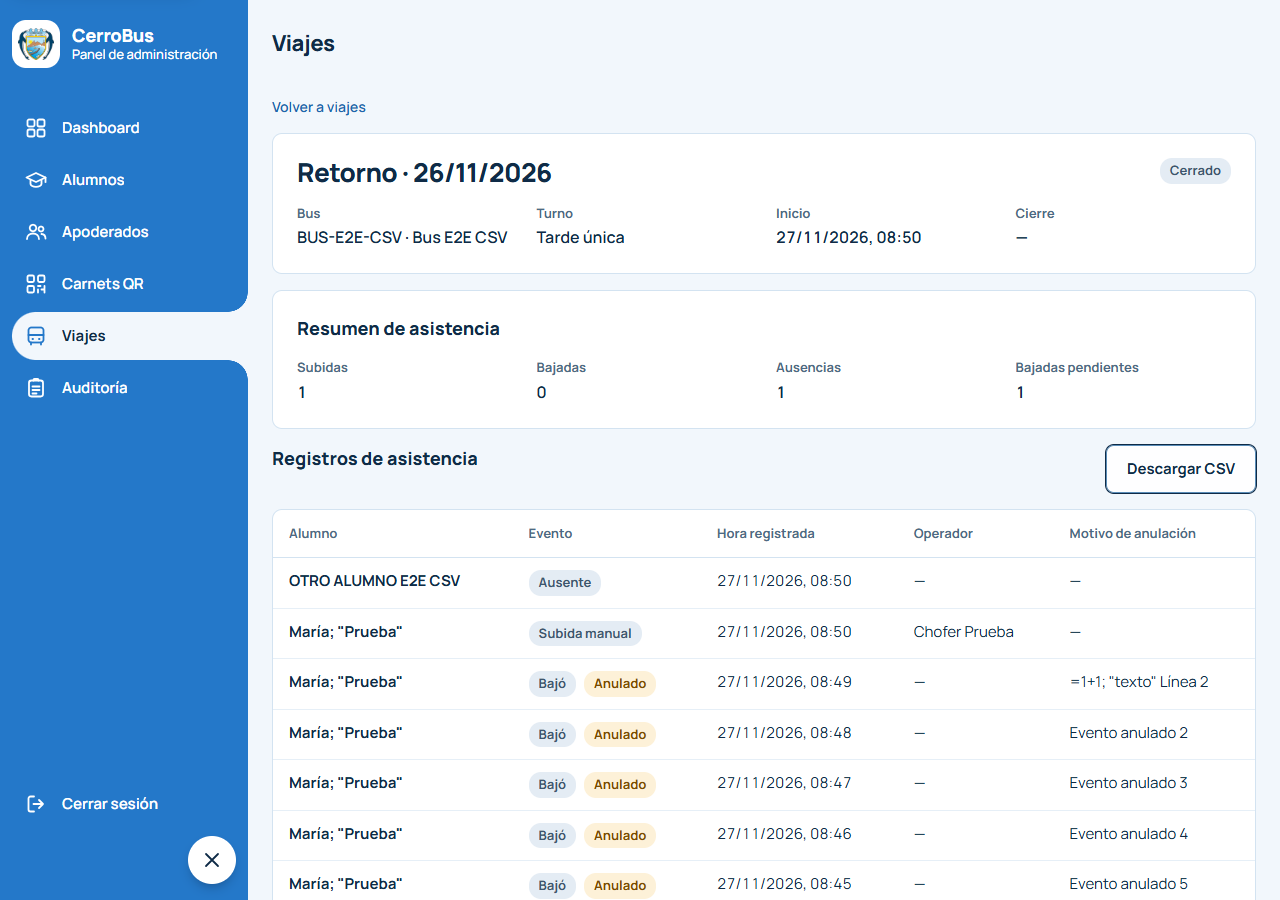 CerroBus
Panel de administración
Dashboard
Alumnos
Apoderados
Carnets QR
Viajes
Auditoría
Cerrar sesión
Viajes
Volver a viajes
Retorno · 26/11/2026
Cerrado
Bus Turno Inicio Cierre
BUS-E2E-CSV · Bus E2E CSV Tarde única 27/11/2026, 08:50 —
Resumen de asistencia
Subidas Bajadas Ausencias Bajadas pendientes
1 0 1 1
Registros de asistencia
Descargar CSV
Alumno Evento Hora registrada Operador Motivo de anulación
OTRO ALUMNO E2E CSV Ausente 27/11/2026, 08:50 — —
María; "Prueba" Subida manual 27/11/2026, 08:50 Chofer Prueba —
María; "Prueba" Bajó Anulado 27/11/2026, 08:49 — =1+1; "texto" Línea 2
María; "Prueba" Bajó Anulado 27/11/2026, 08:48 — Evento anulado 2
María; "Prueba" Bajó Anulado 27/11/2026, 08:47 — Evento anulado 3
María; "Prueba" Bajó Anulado 27/11/2026, 08:46 — Evento anulado 4
María; "Prueba" Bajó Anulado 27/11/2026, 08:45 — Evento anulado 5